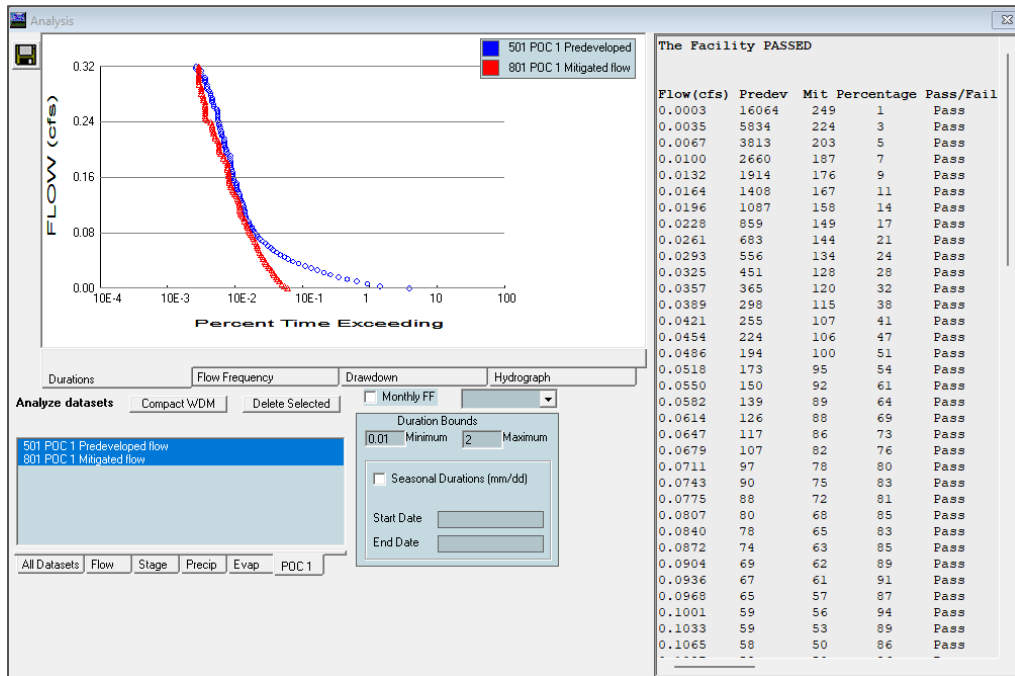 Analysis
501 POC 1 Predeveloped
801 POC 1 Mitigated flow
FLOW (cfs)
0.32
0.24
0.16
0.08
0.00
10E-4 10E-3 10E-2 10E-1 1 10 100
Percent Time Exceeding
Durations Flow Frequency Drawdown Hydrograph
Analyze datasets Compact WDM Delete Selected Monthly FF
501 POC 1 Predeveloped flow
801 POC 1 Mitigated flow
All Datasets Flow Stage Precip Evap POC 1
Duration Bounds
0.01 Minimum 2 Maximum
Seasonal Durations (mm/dd)
Start Date
End Date
The Facility PASSED
Flow(cfs) Predev Mit Percentage Pass/Fail
0.0003 16064 249 1 Pass
0.0035 5834 224 3 Pass
0.0067 3813 203 5 Pass
0.0100 2660 187 7 Pass
0.0132 1914 176 9 Pass
0.0164 1408 167 11 Pass
0.0196 1087 158 14 Pass
0.0228 859 149 17 Pass
0.0261 683 144 21 Pass
0.0293 556 134 24 Pass
0.0325 451 128 28 Pass
0.0357 365 120 32 Pass
0.0389 298 115 38 Pass
0.0421 255 107 41 Pass
0.0454 224 106 47 Pass
0.0486 194 100 51 Pass
0.0518 173 95 54 Pass
0.0550 150 92 61 Pass
0.0582 139 89 64 Pass
0.0614 126 88 69 Pass
0.0647 117 86 73 Pass
0.0679 107 82 76 Pass
0.0711 97 78 80 Pass
0.0743 90 75 83 Pass
0.0775 88 72 81 Pass
0.0807 80 68 85 Pass
0.0840 78 65 83 Pass
0.0872 74 63 85 Pass
0.0904 69 62 89 Pass
0.0936 67 61 91 Pass
0.0968 65 57 87 Pass
0.1001 59 56 94 Pass
0.1033 59 53 89 Pass
0.1065 58 50 86 Pass